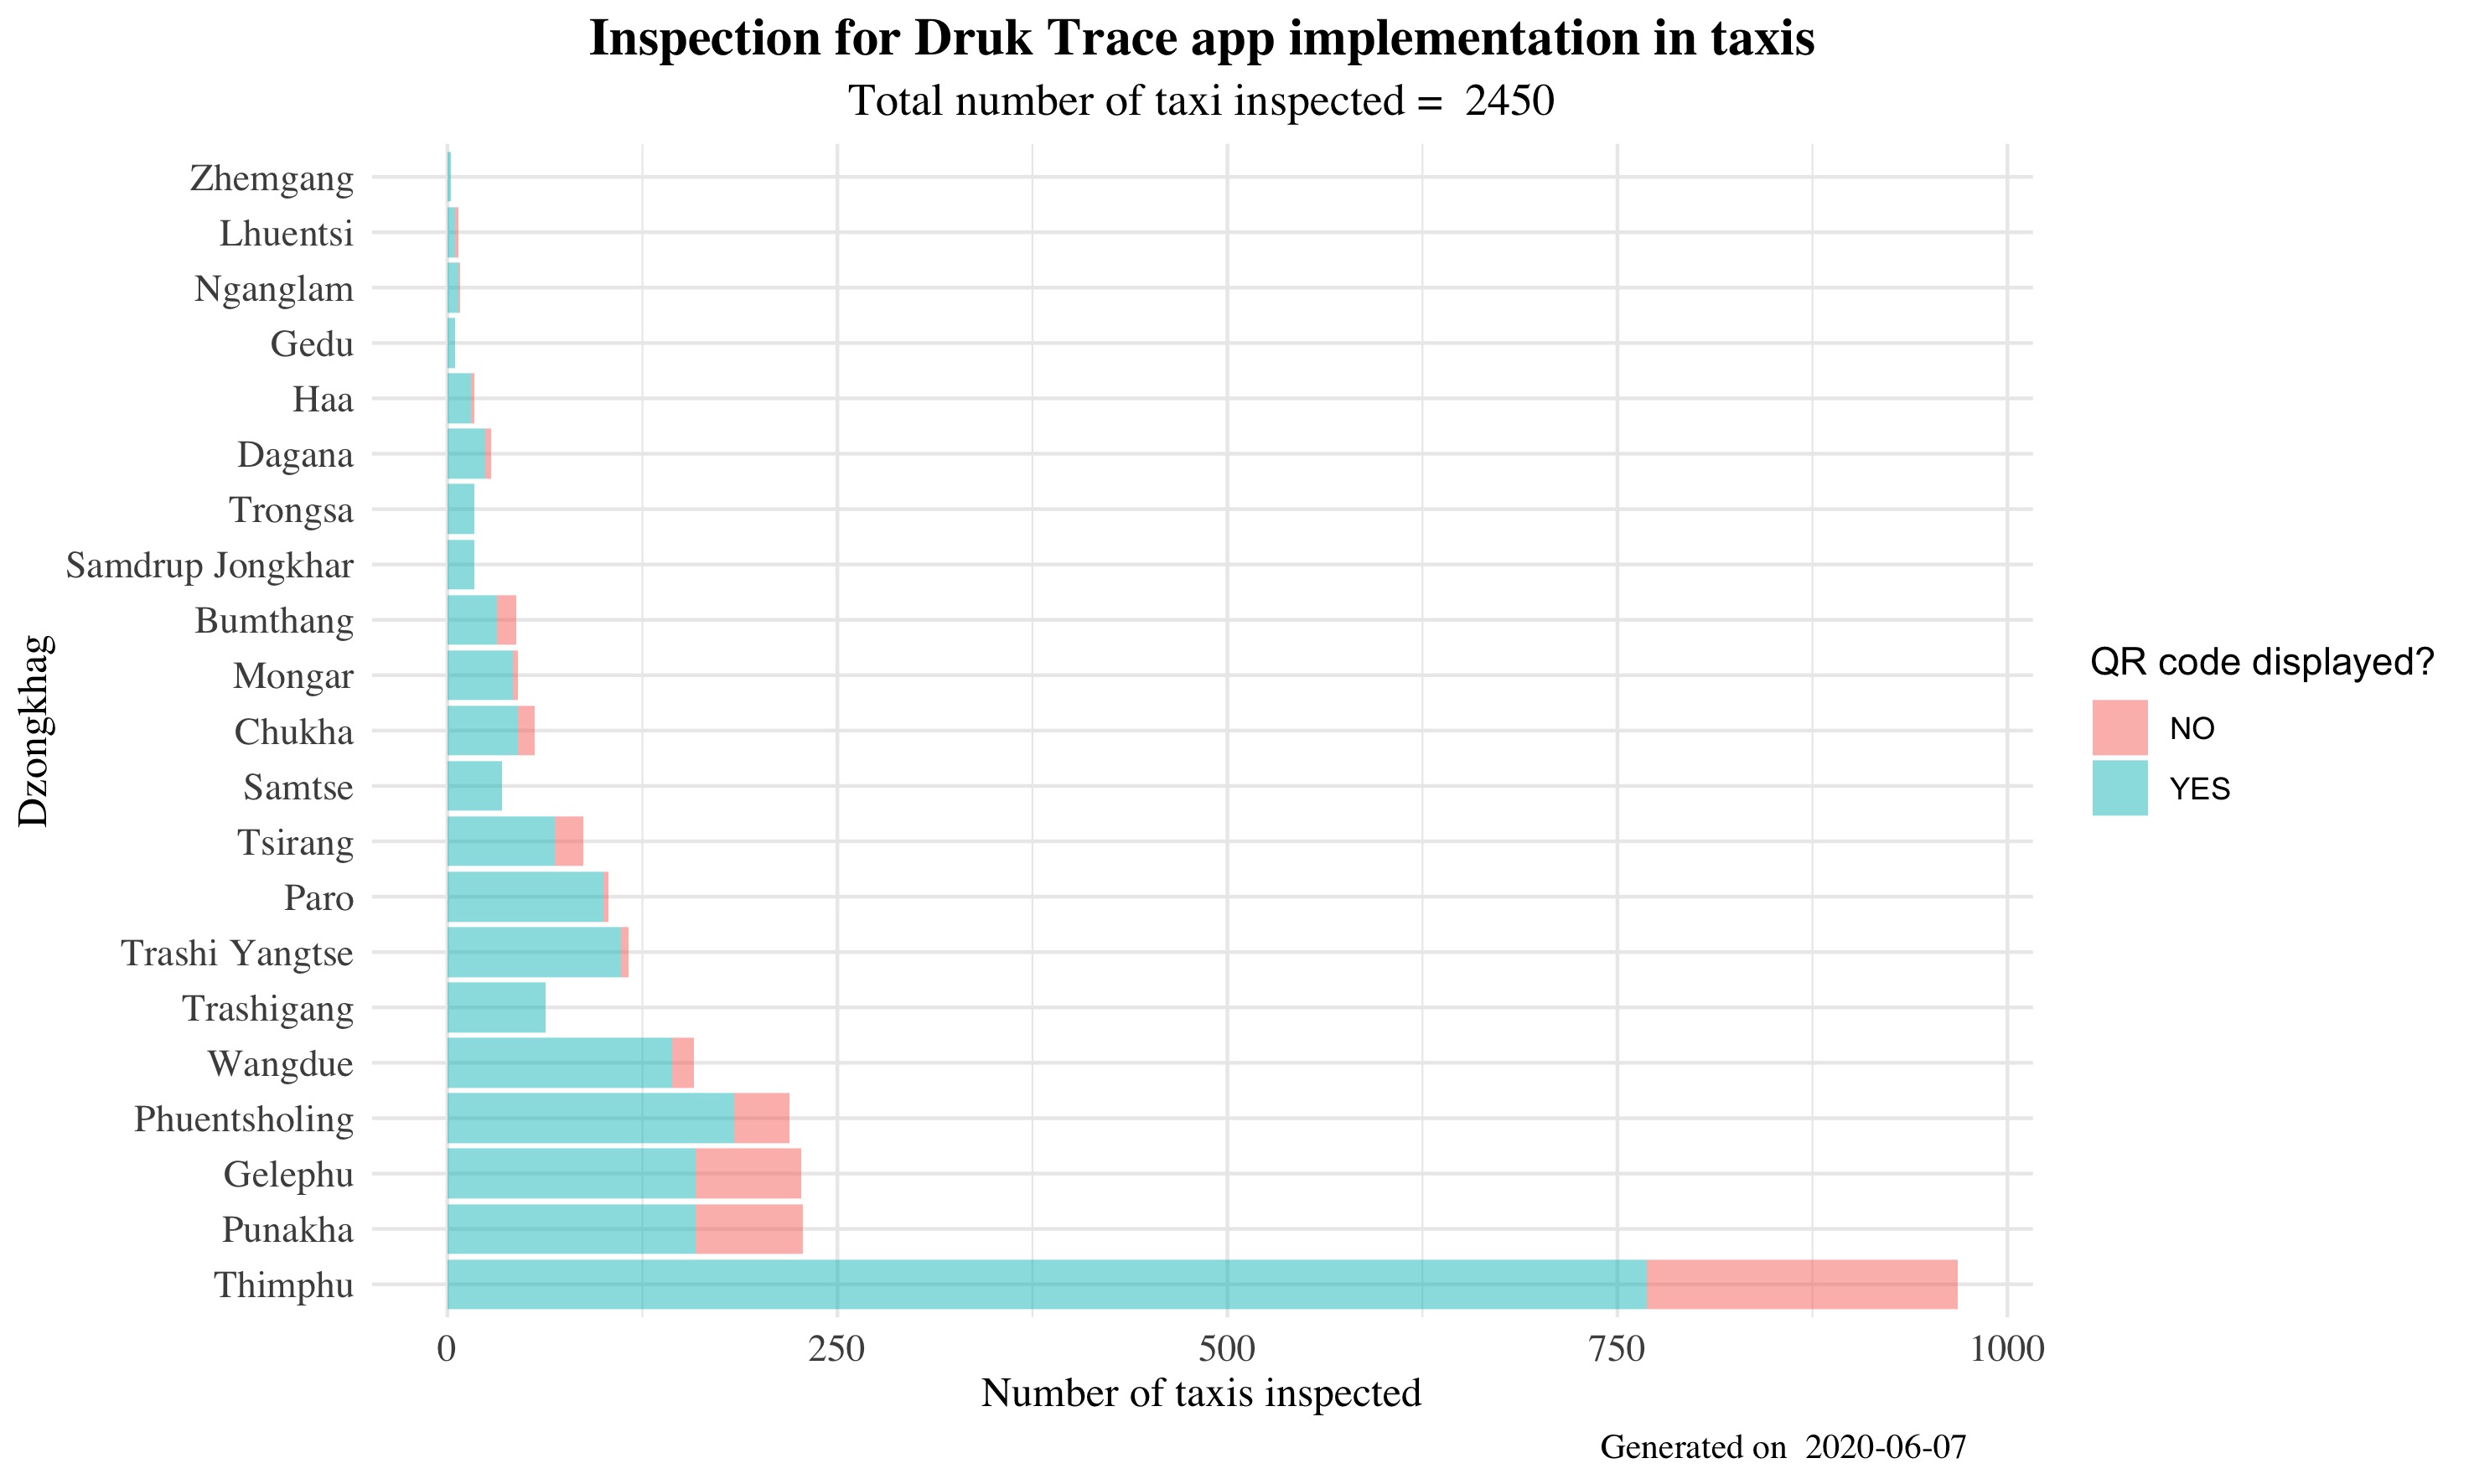 Inspection for Druk Trace app implementation in taxis
Total number of taxi inspected = 2450
Zhemgang
Lhuentsi
Nganglam
Gedu
Haa
Dagana
Trongsa
Samdrup Jongkhar
Bumthang
Mongar
Chukha
Samtse
Tsirang
Paro
Trashi Yangtse
Trashigang
Wangdue
Phuentsholing
Gelephu
Punakha
Thimphu
Dzongkhag
0 250 500 750 1000
Number of taxis inspected
QR code displayed?
NO
YES
Generated on 2020-06-07